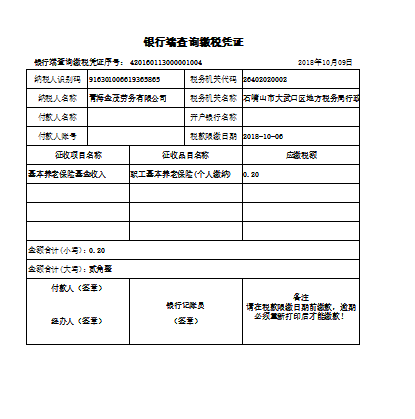 银行端查询缴税凭证
银行端查询缴税凭证序号: 420160113000001004 2018年10月09日
纳税人识别码 916301006619365865 税务机关代码 26402020002
纳税人名称 青海金茂劳务有限公司 税务机关名称 石嘴山市大武口区地方税务局行政
付款人名称 开户银行名称
付款人账号 税款限缴日期 2018-10-06
征收项目名称 征收品目名称 应缴税额
基本养老保险基金收入 职工基本养老保险(个人缴纳) 0.20
金额合计(小写): 0.20
金额合计(大写): 贰角整
付款人(签章)
经办人(签章)
银行记账员
(签章)
备注
请在税款限缴日期前缴款,逾期
必须重新打印后才能缴款!